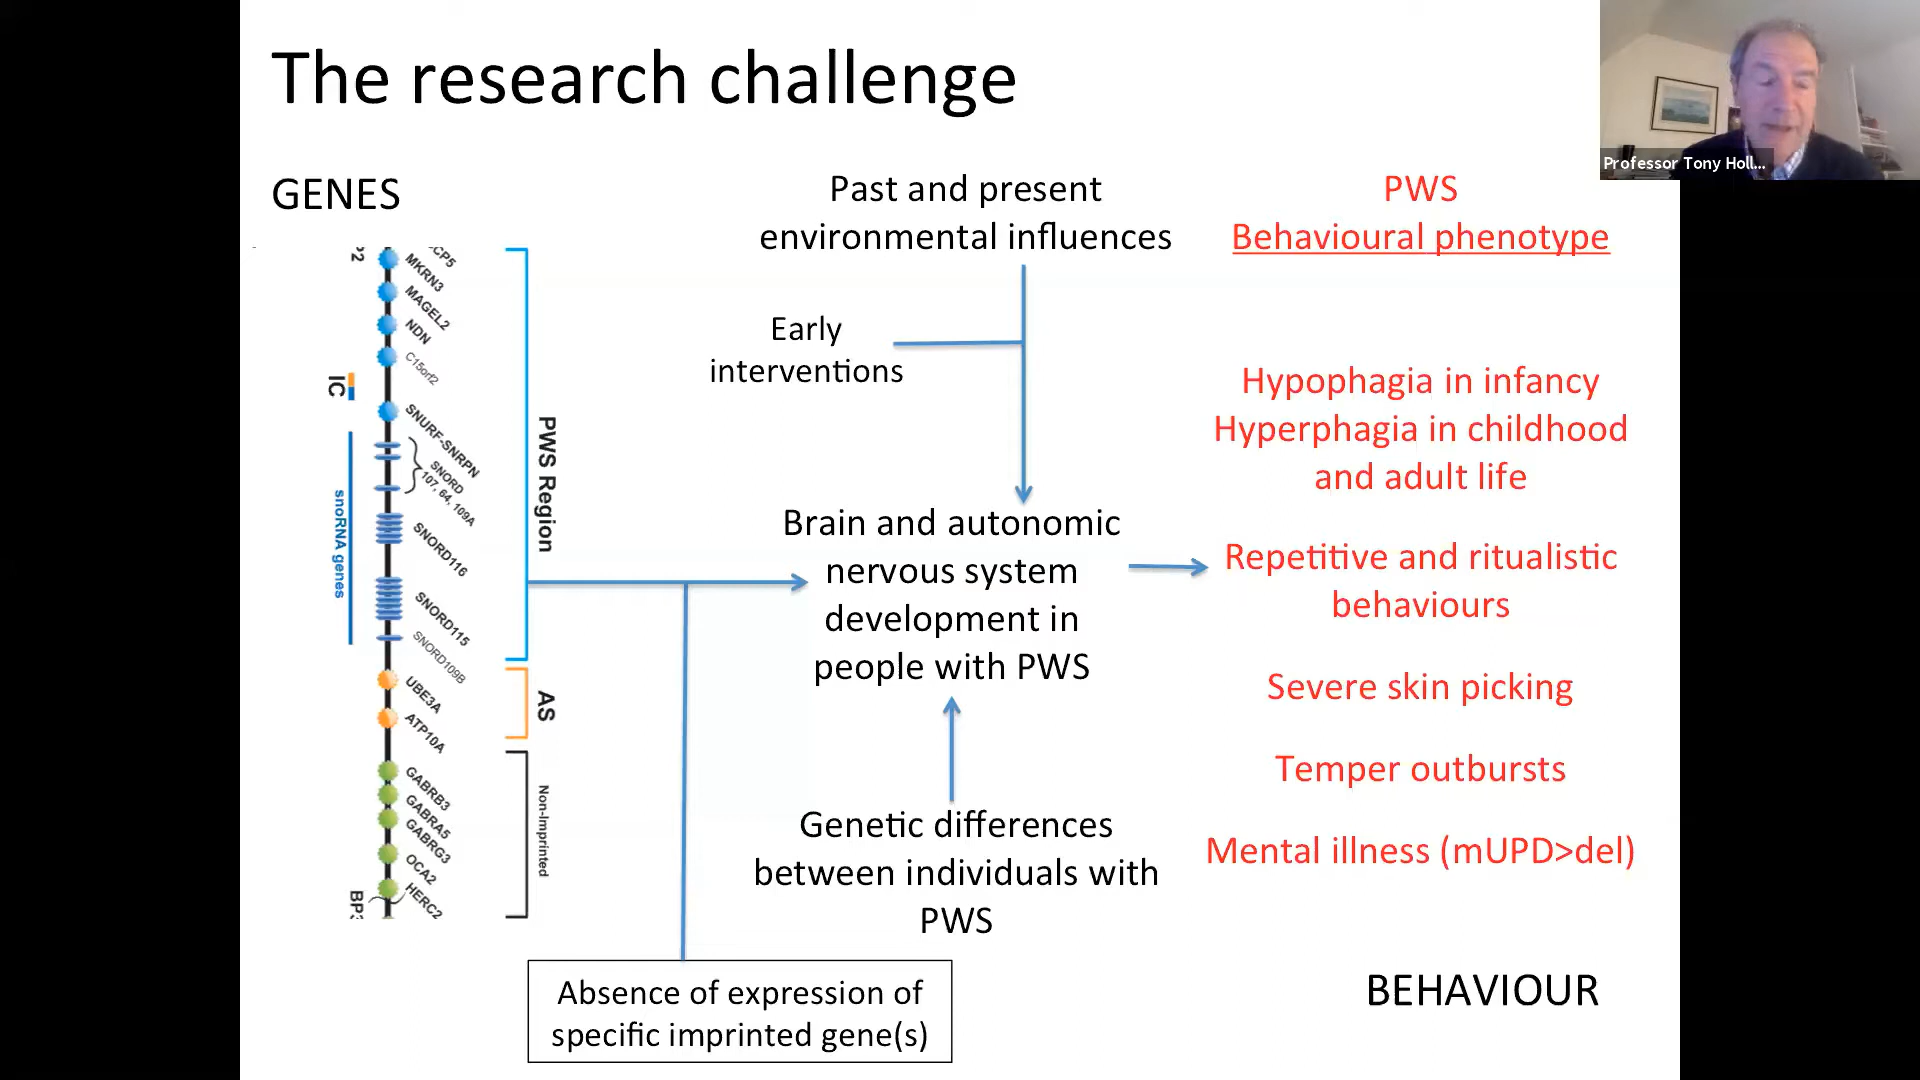 The research challenge
Professor Tony Holl...
GENES
Past and present
environmental influences
PWS
Behavioural phenotype
Early
interventions
Hypophagia in infancy
Hyperphagia in childhood
and adult life
Repetitive and ritualistic
behaviours
Severe skin picking
Temper outbursts
Mental illness (mUPD>del)
Brain and autonomic
nervous system
development in
people with PWS
Genetic differences
between individuals with
PWS
Absence of expression of
specific imprinted gene(s)
BEHAVIOUR
CP5
MKRN3
MAGEL2
NDN
C15orf2
IC
SNURF-SNRPN
SNORD
107, 64, 109A
SNORD116
snoRNA genes
SNORD115
SNORD109B
UBE3A
ATP10A
GABRB3
GABRA5
GABRG3
OCA2
HERC2
PWS Region
AS
Non-Imprinted